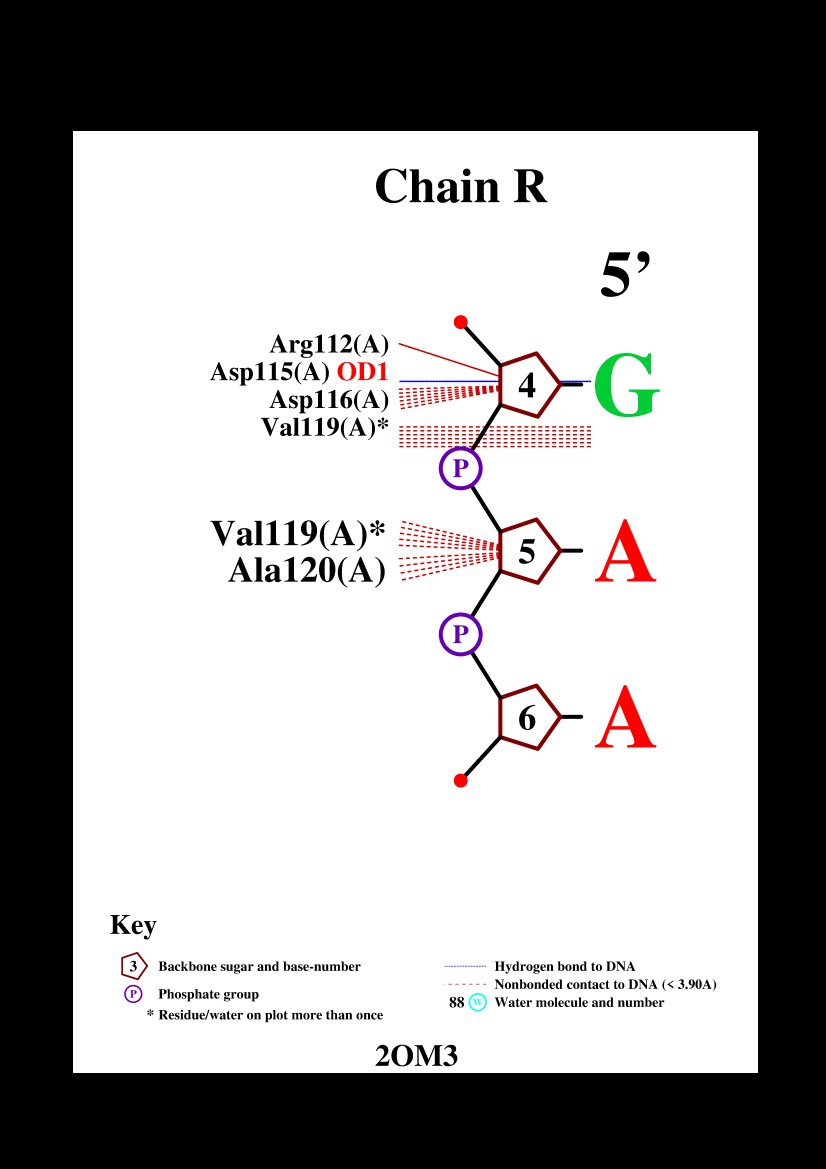 Chain R
5’
Arg112(A)
Asp115(A) OD1
Asp116(A)
Val119(A)*
4
G
P
Val119(A)*
Ala120(A)
5
A
P
6
A
Key
3 Backbone sugar and base-number
P Phosphate group
* Residue/water on plot more than once
Hydrogen bond to DNA
Nonbonded contact to DNA (< 3.90A)
88 W Water molecule and number
2OM3